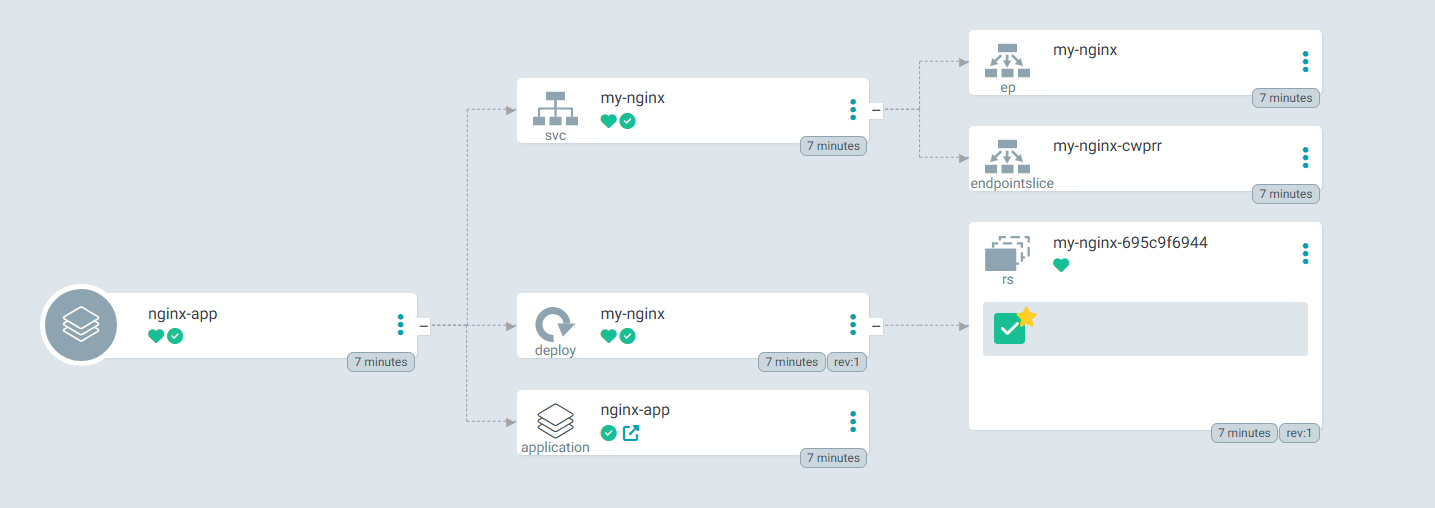 nginx-app
7 minutes
my-nginx
svc
7 minutes
my-nginx
deploy
7 minutes
rev:1
nginx-app
application
7 minutes
my-nginx
ep
7 minutes
my-nginx-cwprr
endpointslice
7 minutes
my-nginx-695c9f6944
rs
7 minutes
rev:1